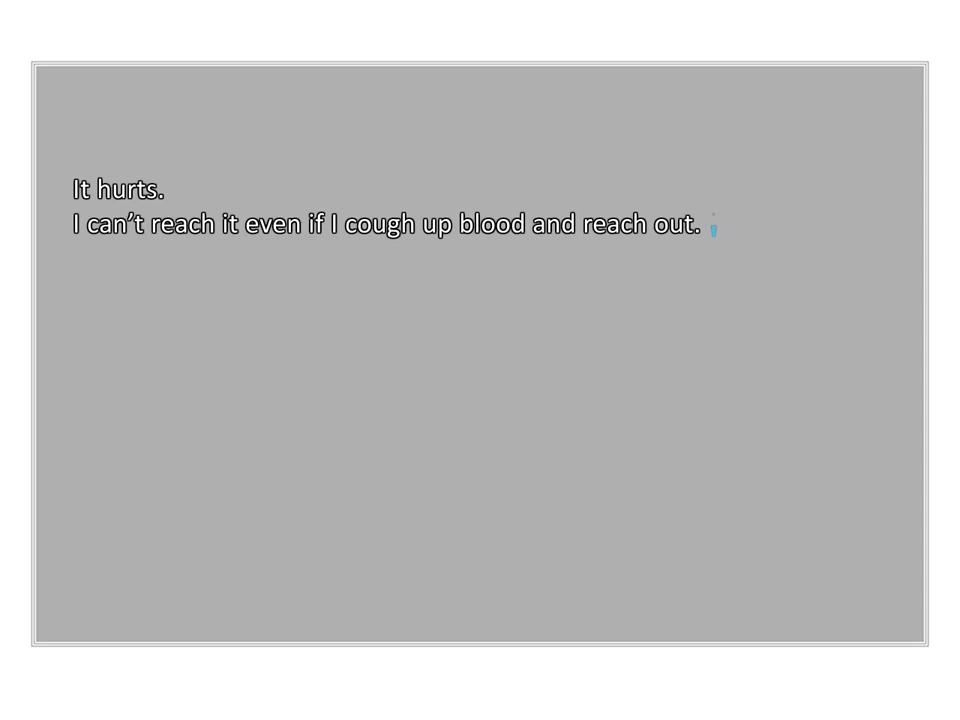 It hurts.
I can’t reach it even if I cough up blood and reach out.